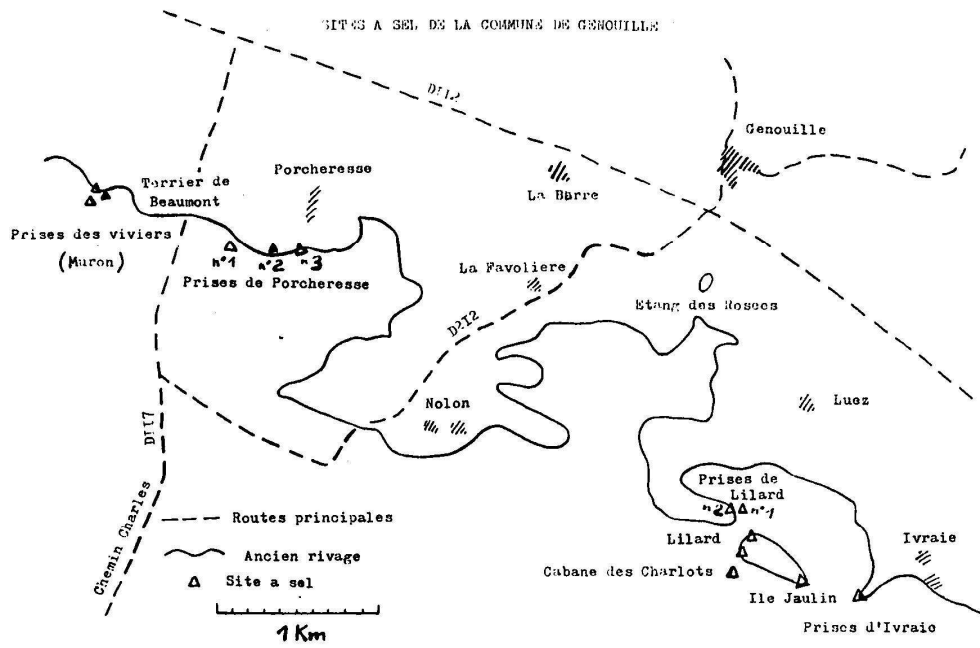 SITES A SEL DE LA COMMUNE DE GENOUILLE
D112
Genouille
Porcheresse
La Barre
Terrier de
Beaumont
Prises des viviers
(Muron)
n°1
n°2
n°3
Prises de Porcheresse
La Favoliere
Etang des Rosees
D212
Nolon
Luez
D117
Chemin Charles
Prises de
Lilard
n°2
n°1
Lilard
Ivraie
Cabane des Charlots
Ile Jaulin
Prises d'Ivraie
Routes principales
Ancien rivage
Site a sel
1 Km